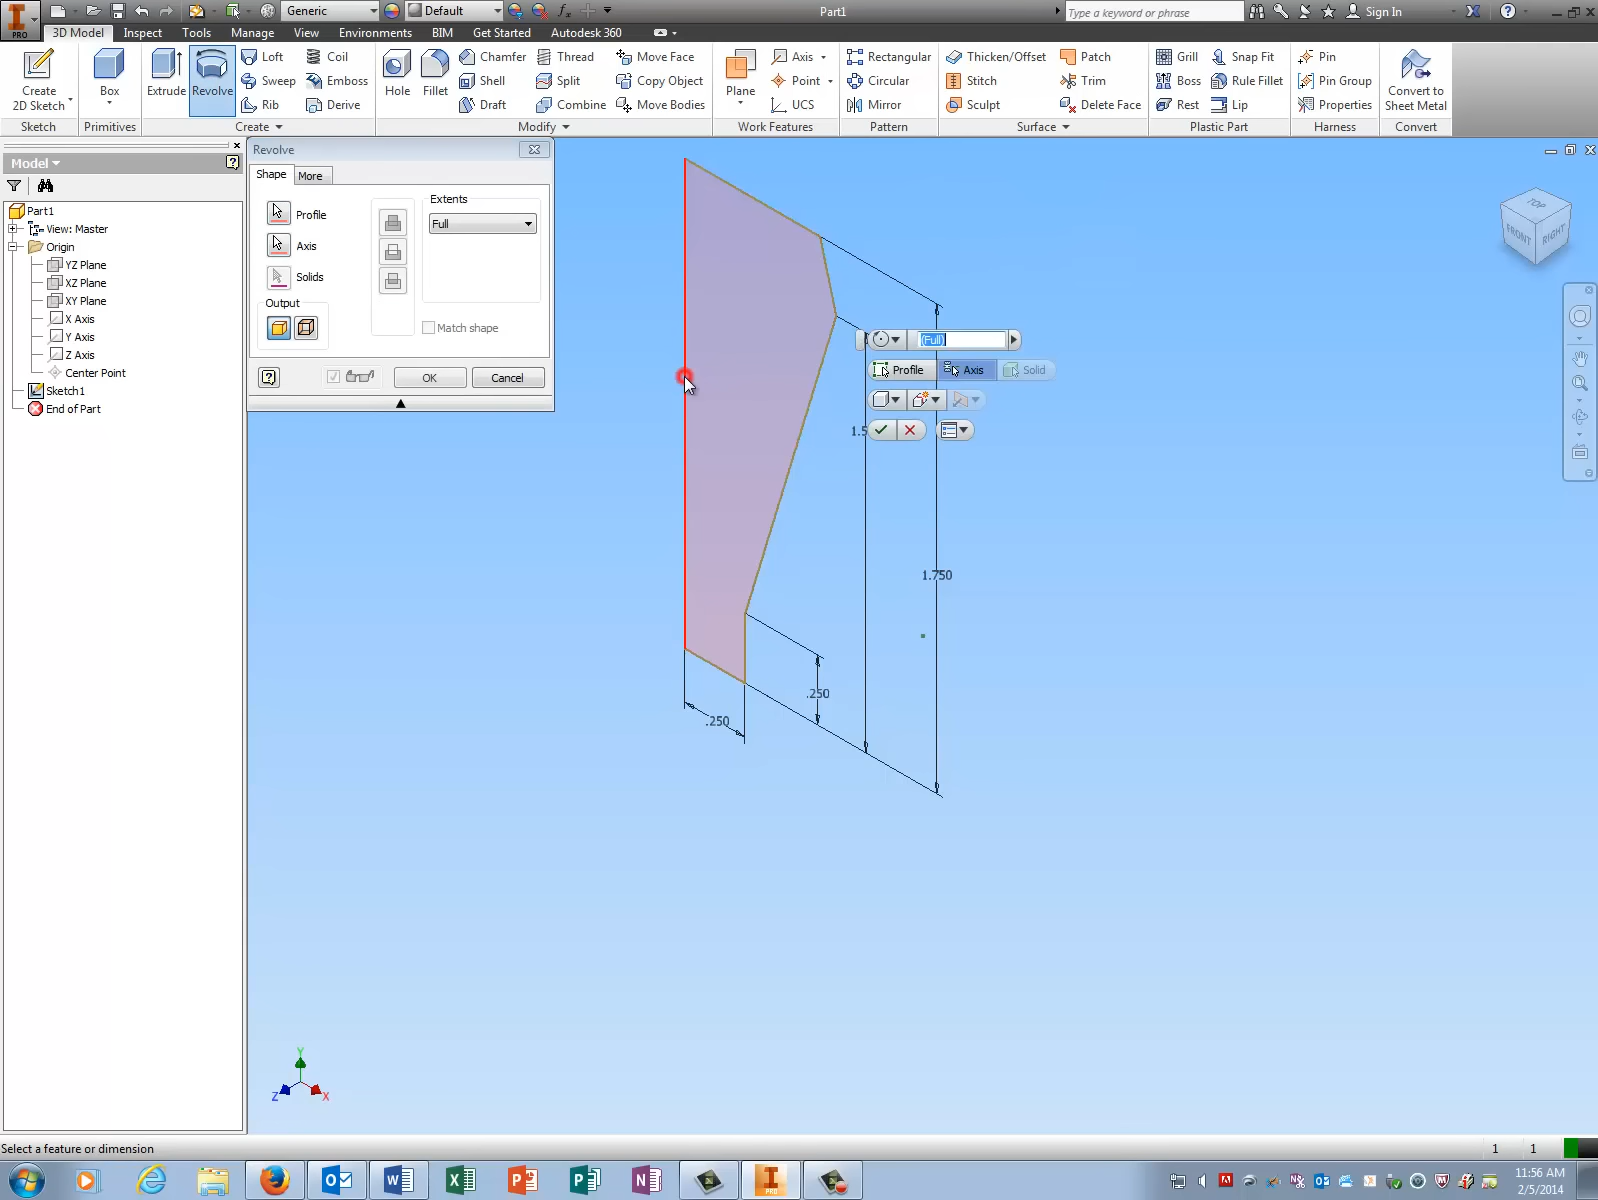 Generic
Default
Part1
Type a keyword or phrase
Sign In
PRO
3D Model
Inspect
Tools
Manage
View
Environments
BIM
Get Started
Autodesk 360
Create
2D Sketch
Box
Extrude
Revolve
Loft
Coil
Sweep
Emboss
Rib
Derive
Hole
Fillet
Chamfer
Thread
Move Face
Shell
Split
Copy Object
Draft
Combine
Move Bodies
Plane
Axis
Point
UCS
Rectangular
Circular
Mirror
Thicken/Offset
Patch
Stitch
Trim
Sculpt
Delete Face
Grill
Snap Fit
Boss
Rule Fillet
Rest
Lip
Pin
Pin Group
Properties
Convert to
Sheet Metal
Sketch
Primitives
Create
Modify
Work Features
Pattern
Surface
Plastic Part
Harness
Convert
Model
Part1
View: Master
Origin
YZ Plane
XZ Plane
XY Plane
X Axis
Y Axis
Z Axis
Center Point
Sketch1
End of Part
Revolve
Shape
More
Profile
Axis
Solids
Output
Extents
Full
Match shape
OK
Cancel
(Full)
Profile
Axis
Solid
1.5
1.750
.250
.250
TOP
FRONT
RIGHT
Y
Z
X
Select a feature or dimension
1
1
PRO
11:56 AM
2/5/2014